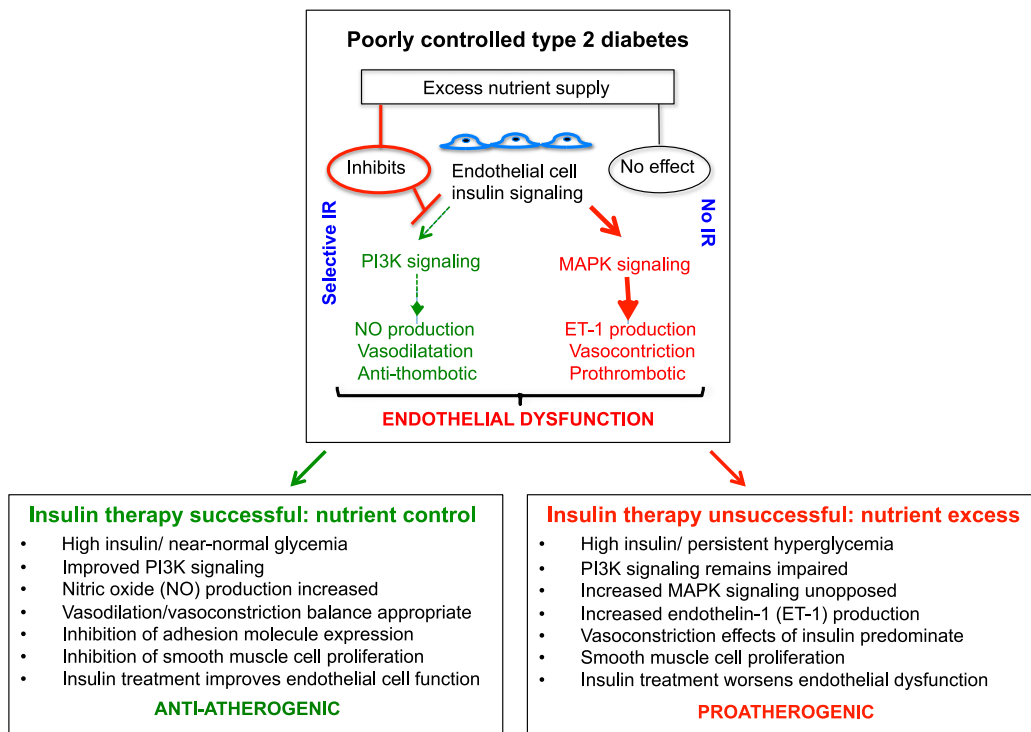 Poorly controlled type 2 diabetes
Excess nutrient supply
Inhibits
Endothelial cell
insulin signaling
No effect
Selective IR
No IR
PI3K signaling
MAPK signaling
NO production
Vasodilatation
Anti-thombotic
ET-1 production
Vasocontriction
Prothrombotic
ENDOTHELIAL DYSFUNCTION
Insulin therapy successful: nutrient control
• High insulin/ near-normal glycemia
• Improved PI3K signaling
• Nitric oxide (NO) production increased
• Vasodilation/vasoconstriction balance appropriate
• Inhibition of adhesion molecule expression
• Inhibition of smooth muscle cell proliferation
• Insulin treatment improves endothelial cell function
ANTI-ATHEROGENIC
Insulin therapy unsuccessful: nutrient excess
• High insulin/ persistent hyperglycemia
• PI3K signaling remains impaired
• Increased MAPK signaling unopposed
• Increased endothelin-1 (ET-1) production
• Vasoconstriction effects of insulin predominate
• Smooth muscle cell proliferation
• Insulin treatment worsens endothelial dysfunction
PROATHEROGENIC